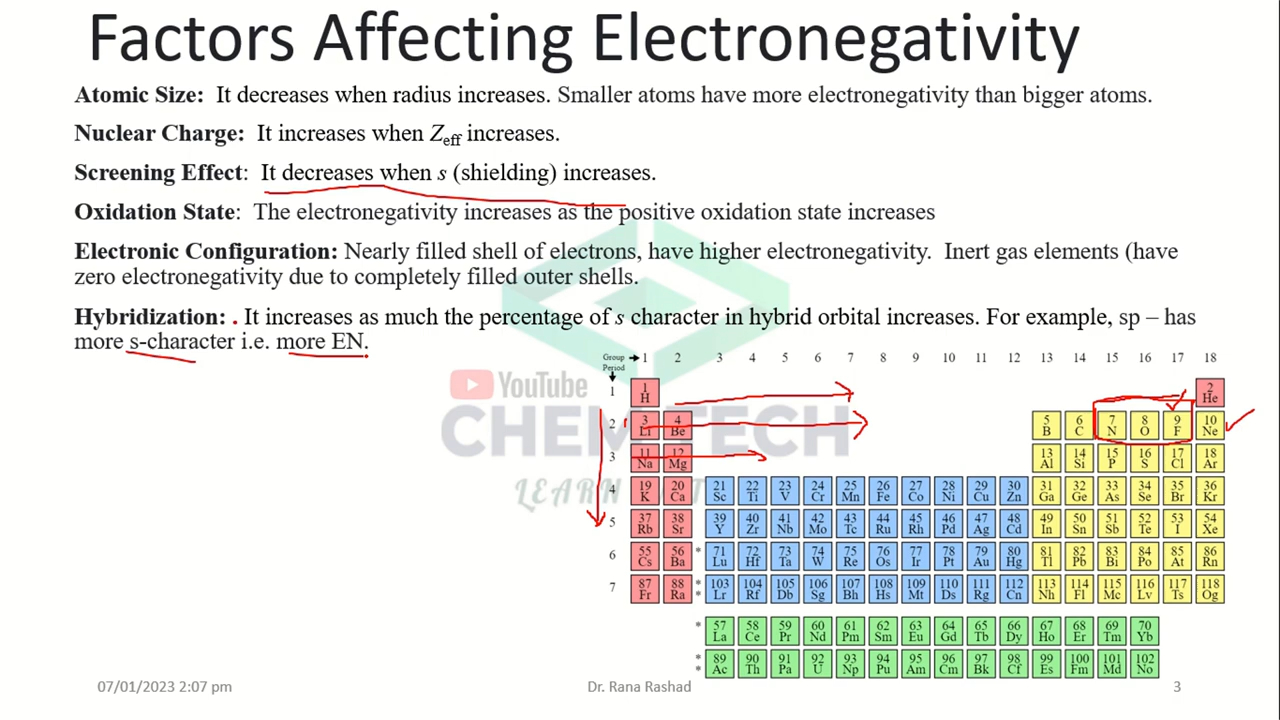 Factors Affecting Electronegativity
Atomic Size: It decreases when radius increases. Smaller atoms have more electronegativity than bigger atoms.
Nuclear Charge: It increases when Zeff increases.
Screening Effect: It decreases when s (shielding) increases.
Oxidation State: The electronegativity increases as the positive oxidation state increases
Electronic Configuration: Nearly filled shell of electrons, have higher electronegativity. Inert gas elements (have
zero electronegativity due to completely filled outer shells.
Hybridization: . It increases as much the percentage of s character in hybrid orbital increases. For example, sp – has
more s-character i.e. more EN.
Group → 1 2 3 4 5 6 7 8 9 10 11 12 13 14 15 16 17 18
Period
YouTube
CHEM TECH
LEARN
1 1 2
H He
2 3 4 5 6 7 8 9 10
Li Be B C N O F Ne
3 11 12 13 14 15 16 17 18
Na Mg Al Si P S Cl Ar
4 19 20 21 22 23 24 25 26 27 28 29 30 31 32 33 34 35 36
K Ca Sc Ti V Cr Mn Fe Co Ni Cu Zn Ga Ge As Se Br Kr
5 37 38 39 40 41 42 43 44 45 46 47 48 49 50 51 52 53 54
Rb Sr Y Zr Nb Mo Tc Ru Rh Pd Ag Cd In Sn Sb Te I Xe
6 55 56 * 71 72 73 74 75 76 77 78 79 80 81 82 83 84 85 86
Cs Ba Lu Hf Ta W Re Os Ir Pt Au Hg Tl Pb Bi Po At Rn
7 87 88 * 103 104 105 106 107 108 109 110 111 112 113 114 115 116 117 118
Fr Ra * Lr Rf Db Sg Bh Hs Mt Ds Rg Cn Nh Fl Mc Lv Ts Og
* 57 58 59 60 61 62 63 64 65 66 67 68 69 70
La Ce Pr Nd Pm Sm Eu Gd Tb Dy Ho Er Tm Yb
* 89 90 91 92 93 94 95 96 97 98 99 100 101 102
* Ac Th Pa U Np Pu Am Cm Bk Cf Es Fm Md No
07/01/2023 2:07 pm
Dr. Rana Rashad
3